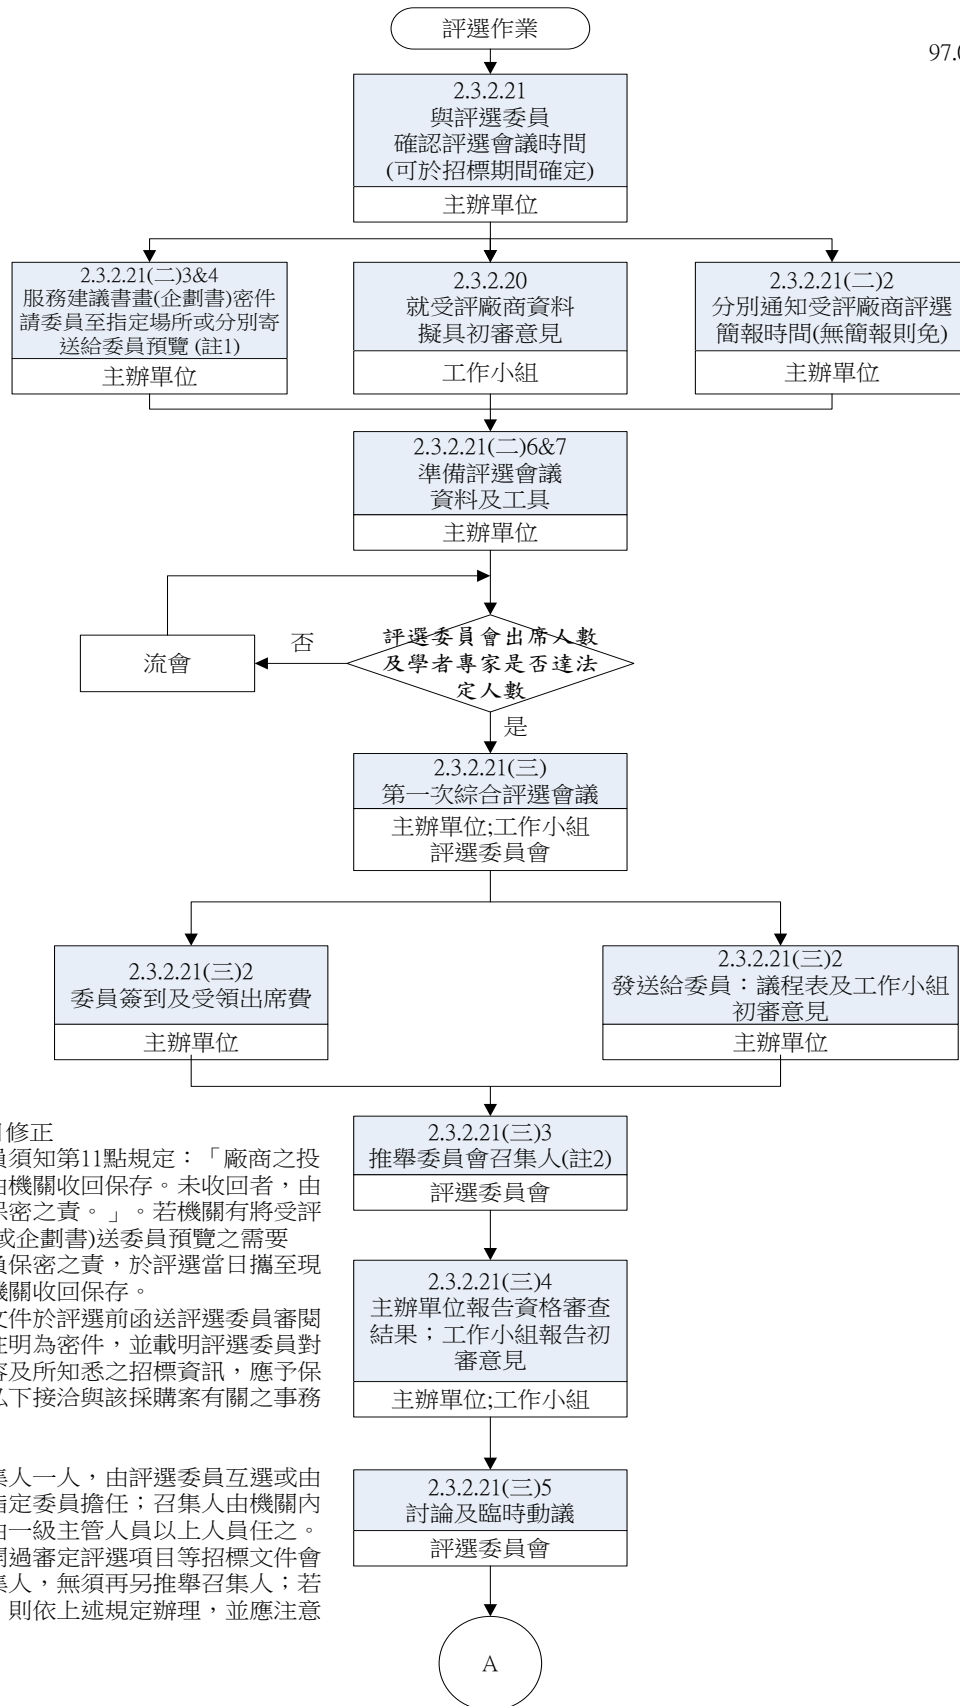 評選作業
97.0
2.3.2.21
與評選委員
確認評選會議時間
(可於招標期間確定)
主辦單位
2.3.2.21(二)3&4
服務建議書畫(企劃書)密件
請委員至指定場所或分別寄
送給委員預覽 (註1)
主辦單位
2.3.2.20
就受評廠商資料
擬具初審意見
工作小組
2.3.2.21(二)2
分別通知受評廠商評選
簡報時間(無簡報則免)
主辦單位
2.3.2.21(二)6&7
準備評選會議
資料及工具
主辦單位
評選委員會出席人數
及學者專家是否達法
定人數
否
流會
是
2.3.2.21(三)
第一次綜合評選會議
主辦單位;工作小組
評選委員會
2.3.2.21(三)2
委員簽到及受領出席費
主辦單位
2.3.2.21(三)2
發送給委員：議程表及工作小組
初審意見
主辦單位
2.3.2.21(三)3
推舉委員會召集人(註2)
評選委員會
2.3.2.21(三)4
主辦單位報告資格審查
結果；工作小組報告初
審意見
主辦單位;工作小組
2.3.2.21(三)5
討論及臨時動議
評選委員會
A
修正
員須知第11點規定：「廠商之投
由機關收回保存。未收回者，由
保密之責。」。若機關有將受評
或企劃書)送委員預覽之需要
負保密之責，於評選當日攜至現
機關收回保存。
文件於評選前函送評選委員審閱
註明為密件，並載明評選委員對
容及所知悉之招標資訊，應予保
私下接洽與該採購案有關之事務
集人一人，由評選委員互選或由
指定委員擔任；召集人由機關內
由一級主管人員以上人員任之。
開過審定評選項目等招標文件會
集人，無須再另推舉召集人；若
則依上述規定辦理，並應注意